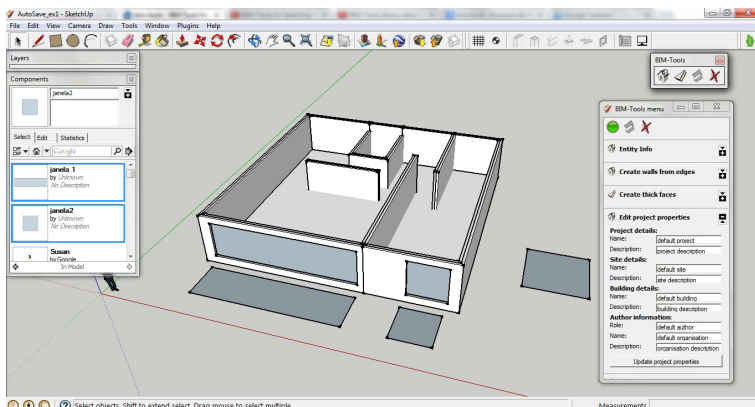 AutoSave_ex1 - SketchUp
File Edit View Camera Draw Tools Window Plugins Help
Layers
Components
janela2
Select Edit Statistics
Google
janela 1
by Unknown
No Description
janela2
by Unknown
No Description
Susan
by Google
In Model
BIM-Tools
BIM-Tools menu
Entity Info
Create walls from edges
Create thick faces
Edit project properties
Project details:
Name: default project
Description: project description
Site details:
Name: default site
Description: site description
Building details:
Name: default building
Description: building description
Author information:
Role: default author
Name: default organisation
Description: organisation description
Update project properties
Select objects. Shift to extend select. Drag mouse to select multiple.
Measurements